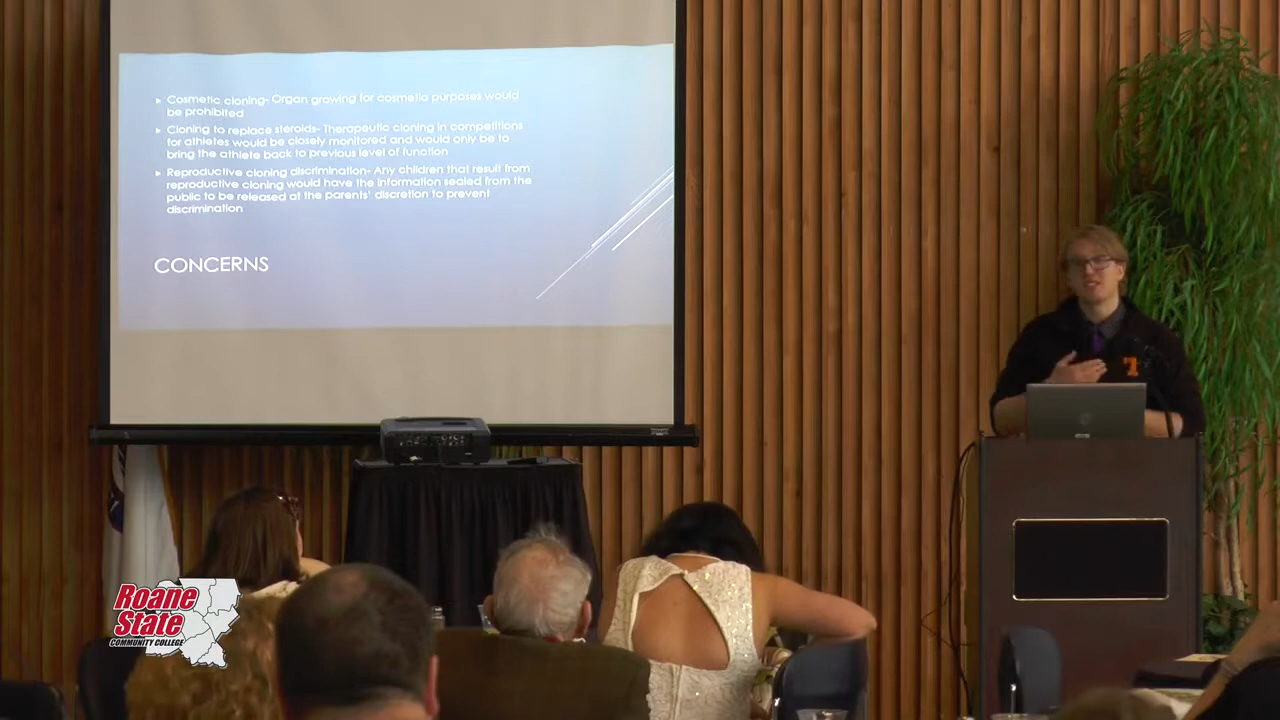 Cosmetic cloning- Organ growing for cosmetic purposes would
be prohibited
Cloning to replace steroids- Therapeutic cloning in competitions
for athletes would be closely monitored and would only be to
bring the athlete back to previous level of function
Reproductive cloning discrimination- Any children that result from
reproductive cloning would have the information sealed from the
public to be released at the parents' discretion to prevent
discrimination
CONCERNS
T
Roane
State
COMMUNITY COLLEGE